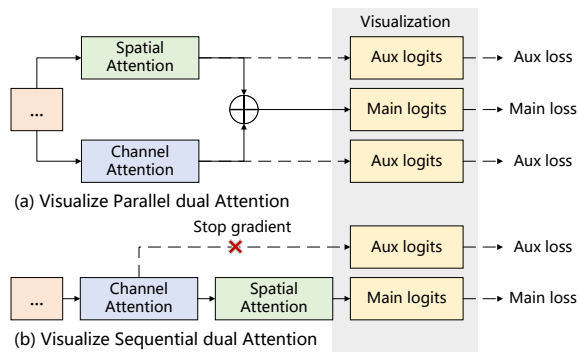 Visualization
Spatial
Attention
Aux logits
Aux loss
...
Main logits
Main loss
Channel
Attention
Aux logits
Aux loss
(a) Visualize Parallel dual Attention
Stop gradient
Aux logits
Aux loss
...
Channel
Attention
Spatial
Attention
Main logits
Main loss
(b) Visualize Sequential dual Attention